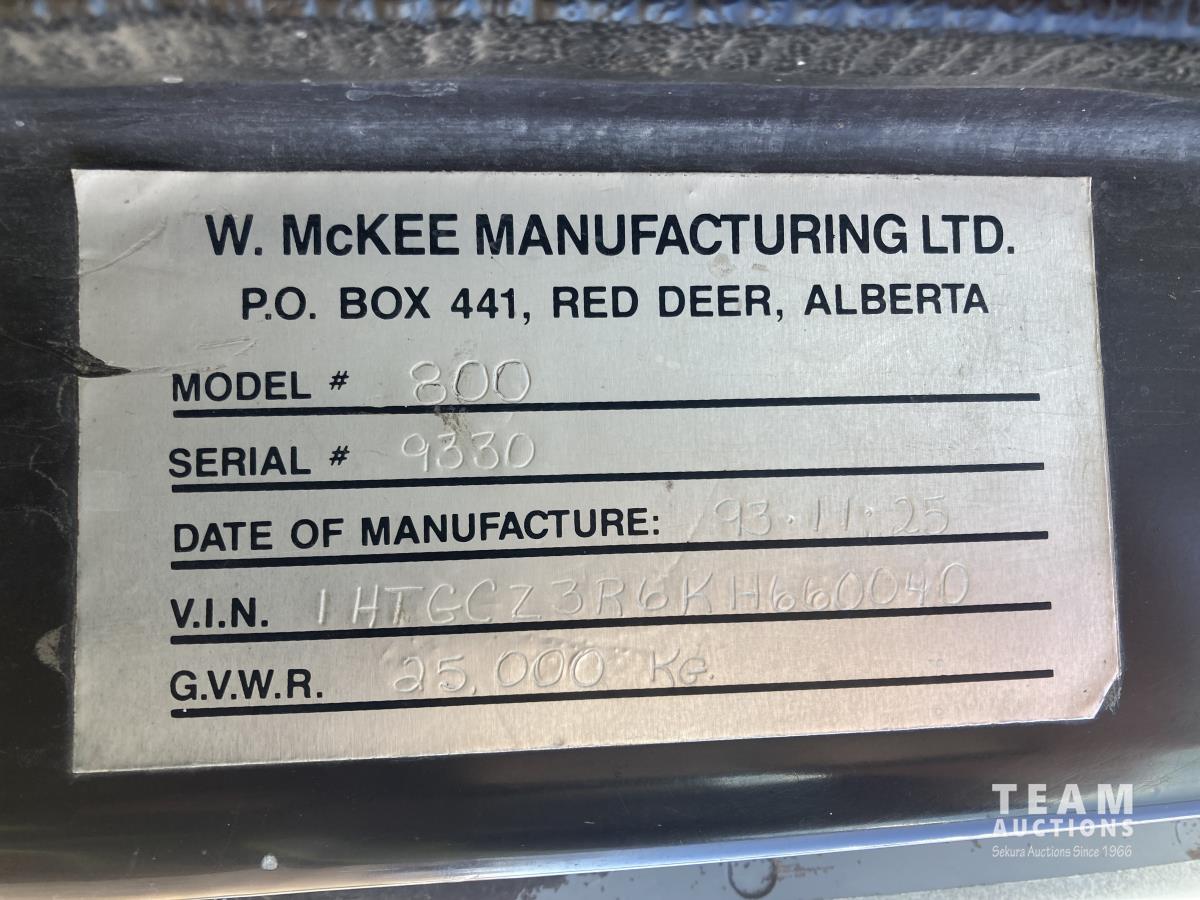 W. McKEE MANUFACTURING LTD.
P.O. BOX 441, RED DEER, ALBERTA
MODEL # 800
SERIAL # 9330
DATE OF MANUFACTURE: 93.11.25
V.I.N. 1HTGCZ3R6KH660040
G.V.W.R. 25,000 KG.
TEAM
AUCTIONS
Sekura Auctions Since 1966